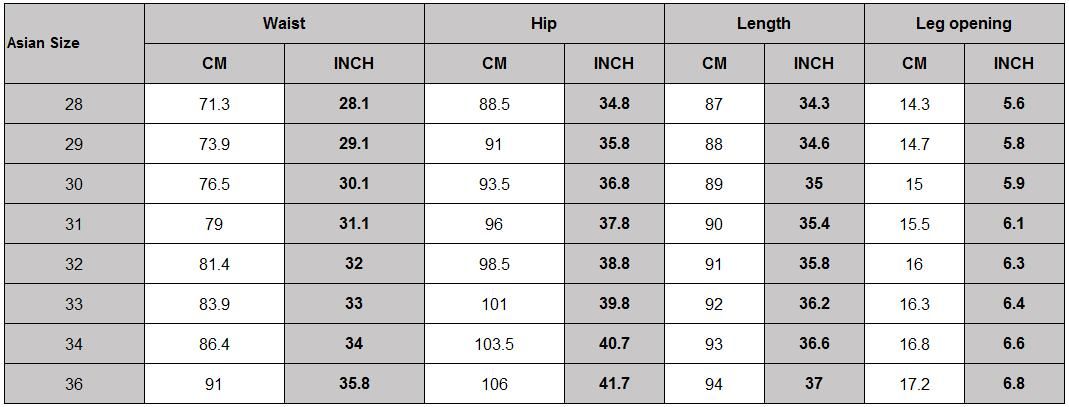 Asian Size Waist Hip Length Leg opening
CM INCH CM INCH CM INCH CM INCH
28 71.3 28.1 88.5 34.8 87 34.3 14.3 5.6
29 73.9 29.1 91 35.8 88 34.6 14.7 5.8
30 76.5 30.1 93.5 36.8 89 35 15 5.9
31 79 31.1 96 37.8 90 35.4 15.5 6.1
32 81.4 32 98.5 38.8 91 35.8 16 6.3
33 83.9 33 101 39.8 92 36.2 16.3 6.4
34 86.4 34 103.5 40.7 93 36.6 16.8 6.6
36 91 35.8 106 41.7 94 37 17.2 6.8